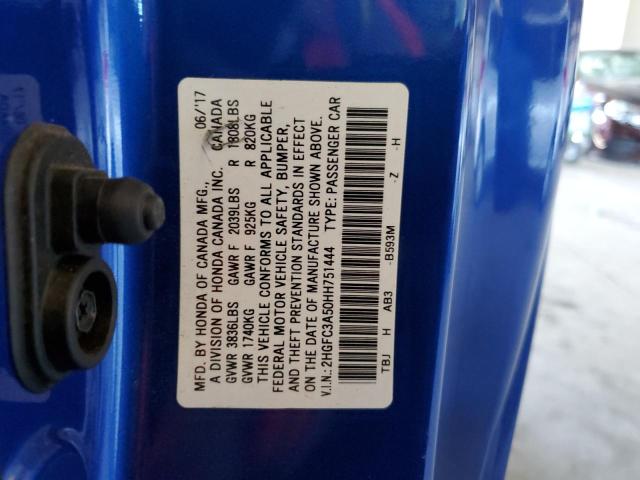 MFD. BY HONDA OF CANADA MFG., 06/'17
A DIVISION OF HONDA CANADA INC. CANADA
GVWR 3836LBS GAWR F 2039LBS R 1808LBS
GVWR 1740KG GAWR F 925KG R 820KG
THIS VEHICLE CONFORMS TO ALL APPLICABLE
FEDERAL MOTOR VEHICLE SAFETY, BUMPER,
AND THEFT PREVENTION STANDARDS IN EFFECT
ON THE DATE OF MANUFACTURE SHOWN ABOVE.
V.I.N.: 2HGFC3A50HH751444 TYPE: PASSENGER CAR
TBJ H AB3 -B593M -Z -H